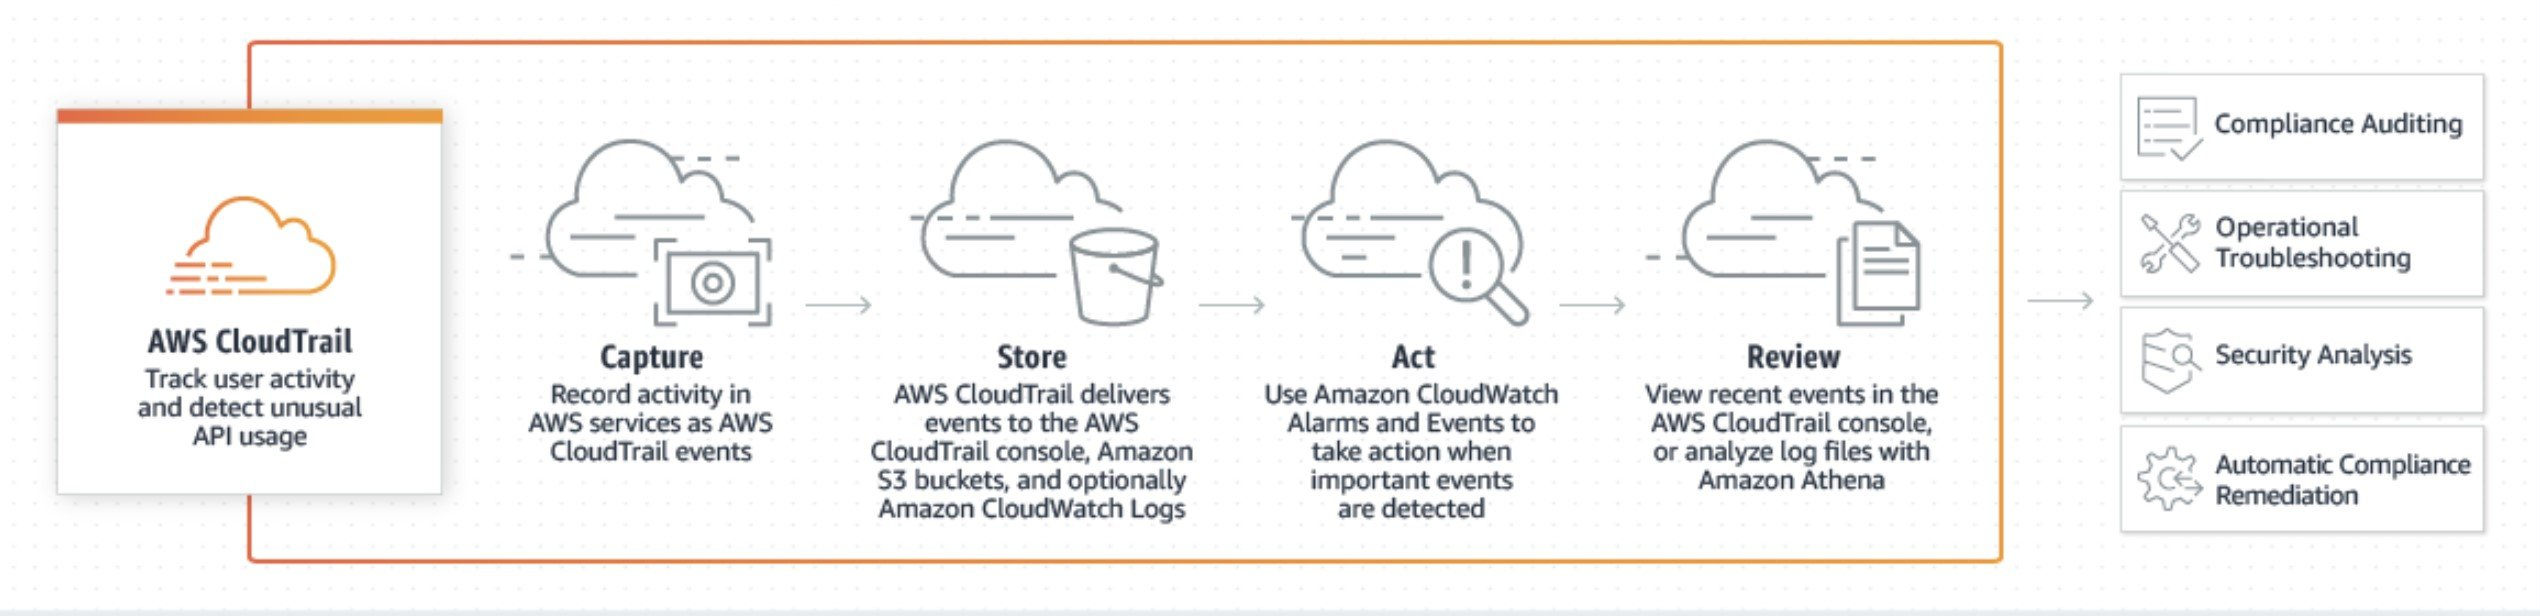 AWS CloudTrail
Track user activity
and detect unusual
API usage
Capture
Record activity in
AWS services as AWS
CloudTrail events
Store
AWS CloudTrail delivers
events to the AWS
CloudTrail console, Amazon
S3 buckets, and optionally
Amazon CloudWatch Logs
Act
Use Amazon CloudWatch
Alarms and Events to
take action when
important events
are detected
Review
View recent events in the
AWS CloudTrail console,
or analyze log files with
Amazon Athena
Compliance Auditing
Operational
Troubleshooting
Security Analysis
Automatic Compliance
Remediation